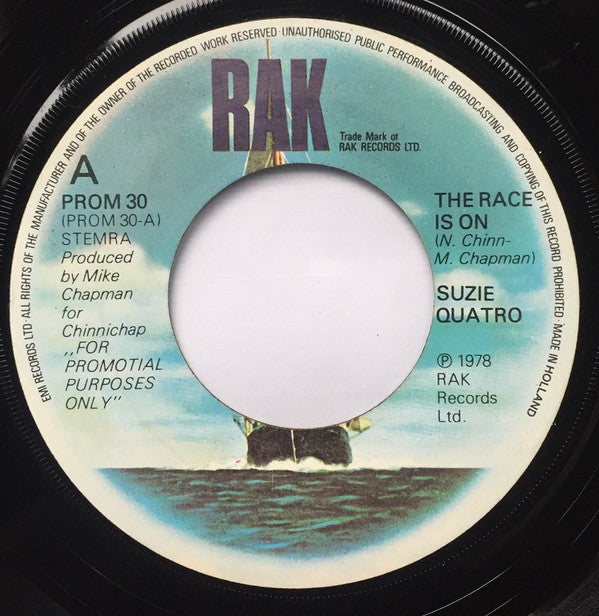 EMI RECORDS LTD · ALL RIGHTS OF THE MANUFACTURER AND OF THE OWNER OF THE RECORDED WORK RESERVED · UNAUTHORISED PUBLIC PERFORMANCE BROADCASTING AND COPYING OF THIS RECORD PROHIBITED · MADE IN HOLLAND
RAK
Trade Mark of
RAK RECORDS LTD.
A
PROM 30
(PROM 30-A)
STEMRA
Produced
by Mike
Chapman
for
Chinnichap
,,FOR
PROMOTIAL
PURPOSES
ONLY"
THE RACE
IS ON
(N. Chinn-
M. Chapman)
SUZIE
QUATRO
℗ 1978
RAK
Records
Ltd.